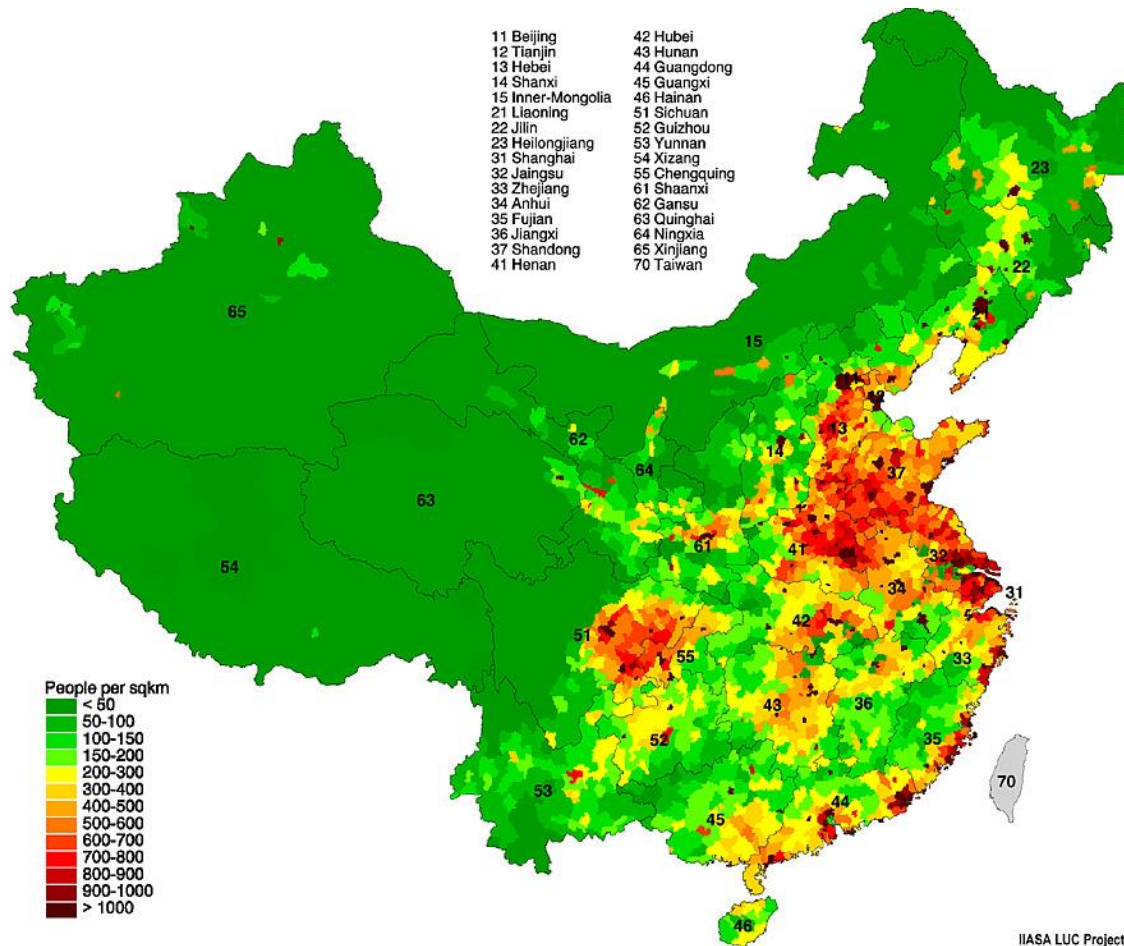 11 Beijing
12 Tianjin
13 Hebei
14 Shanxi
15 Inner-Mongolia
21 Liaoning
22 Jilin
23 Heilongjiang
31 Shanghai
32 Jaingsu
33 Zhejiang
34 Anhui
35 Fujian
36 Jiangxi
37 Shandong
41 Henan
42 Hubei
43 Hunan
44 Guangdong
45 Guangxi
46 Hainan
51 Sichuan
52 Guizhou
53 Yunnan
54 Xizang
55 Chengquing
61 Shaanxi
62 Gansu
63 Quinghai
64 Ningxia
65 Xinjiang
70 Taiwan
23
22
21
65
15
11
12
13
14
62
64
37
63
61
41
32
54
34
31
51
42
55
33
43
36
52
35
53
44
70
45
46
People per sqkm
< 50
50-100
100-150
150-200
200-300
300-400
400-500
500-600
600-700
700-800
800-900
900-1000
> 1000
IIASA LUC Project